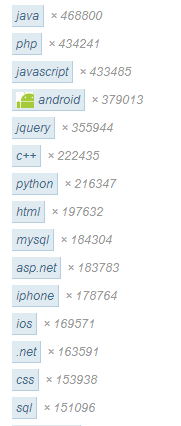 java × 468800
php × 434241
javascript × 433485
android × 379013
jquery × 355944
c++ × 222435
python × 216347
html × 197632
mysql × 184304
asp.net × 183783
iphone × 178764
ios × 169571
.net × 163591
css × 153938
sql × 151096